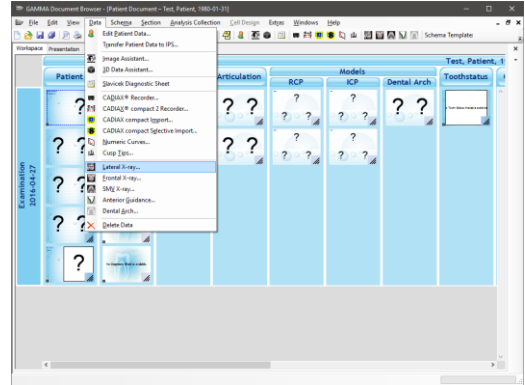 GAMMA Document Browser - [Patient Document - Test, Patient, 1980-01-31]
File Edit View Data Schema Section Analysis Collection Cell Design Extras Windows Help
Schema Template
Workspace Presentation
Edit Patient Data...
Transfer Patient Data to IPS...
Image Assistant...
3D Data Assistant...
Slavicek Diagnostic Sheet
CADIAX® Recorder...
CADIAX® compact 2 Recorder...
CADIAX compact Import...
CADIAX compact Selective Import...
Numeric Curves...
Cusp Tips...
Lateral X-ray...
Frontal X-ray...
SMV X-ray...
Anterior Guidance...
Dental Arch...
Delete Data
Test, Patient, 1
Patient
Articulation
Models
RCP
ICP
Dental Arch
Toothstatus
Examination
2016-04-27
? ? ? ? ? ?
? ? ? ?
? ?
? ?
? ?
? ?
?